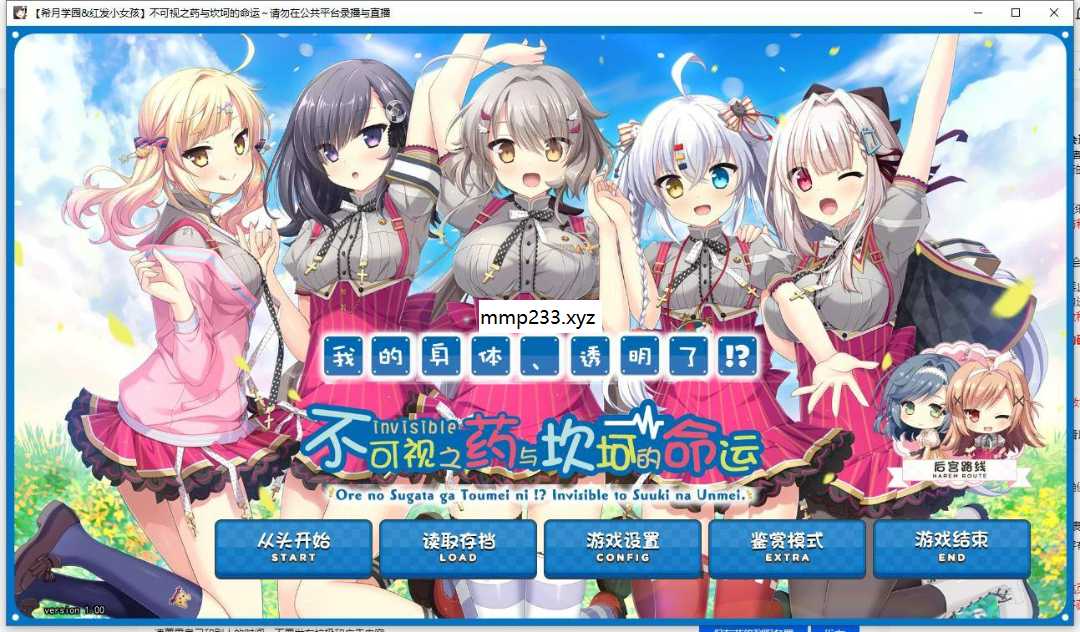 【希月学园&红发小女孩】不可视之药与坎坷的命运～请勿在公共平台录播与直播
mmp233.xyz
我的身体、透明了!?
invisible
不可视之药与坎坷的命运
Ore no Sugata ga Toumei ni !? Invisible to Suuki na Unmei.
后宫路线
HAREM ROUTE
从头开始
START
读取存档
LOAD
游戏设置
CONFIG
鉴赏模式
EXTRA
游戏结束
END
version 1.00